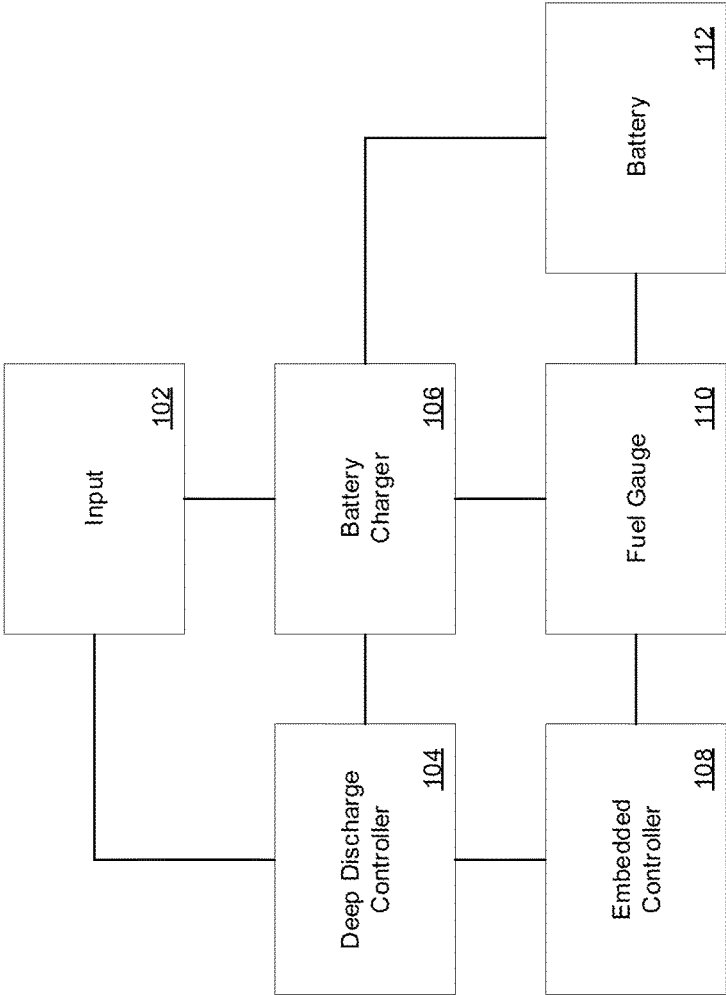 Input
102
Deep Discharge
Controller
104
Battery
Charger
106
Embedded
Controller
108
Fuel Gauge
110
Battery
112